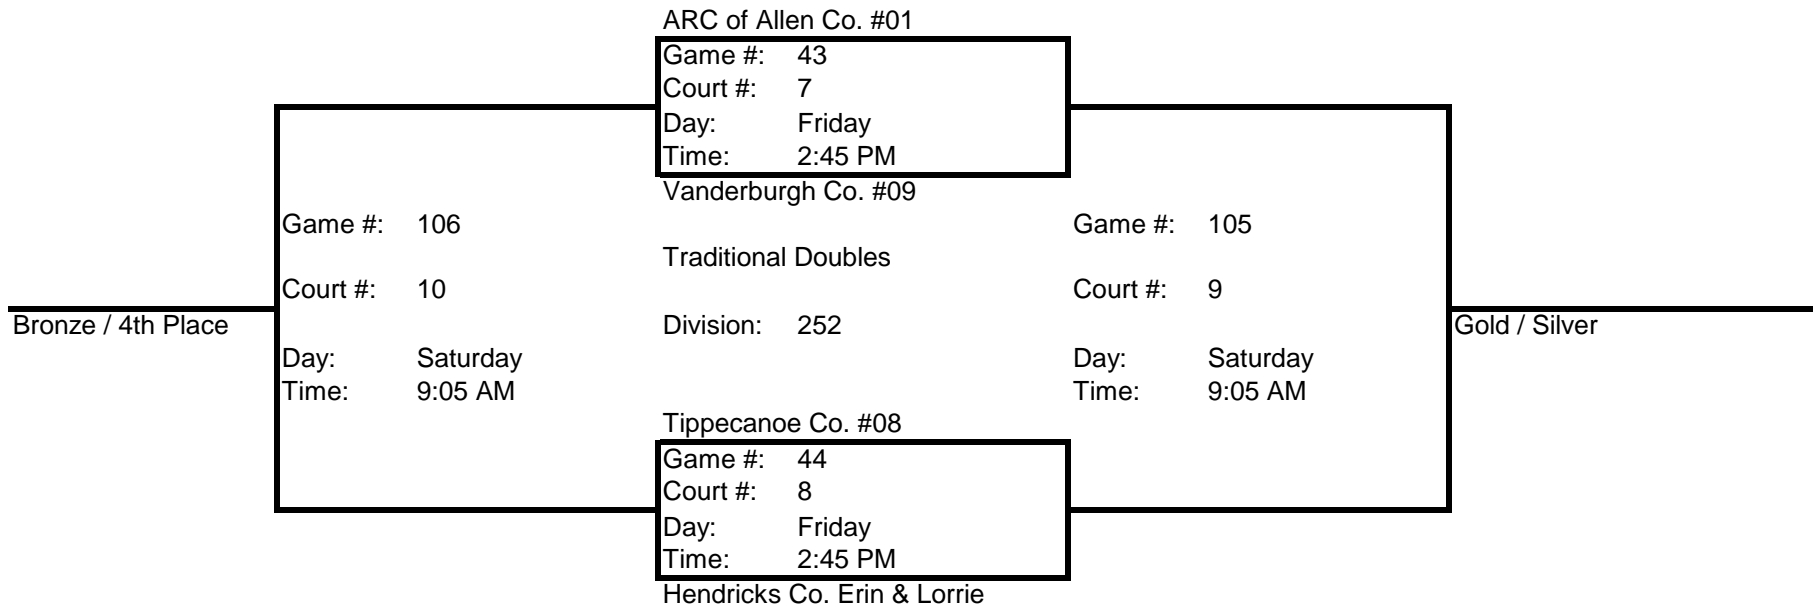 ARC of Allen Co. #01
Game #: 43
Court #: 7
Day: Friday
Time: 2:45 PM
Vanderburgh Co. #09
Game #: 106
Court #: 10
Bronze / 4th Place
Day: Saturday
Time: 9:05 AM
Traditional Doubles
Division: 252
Game #: 105
Court #: 9
Gold / Silver
Day: Saturday
Time: 9:05 AM
Tippecanoe Co. #08
Game #: 44
Court #: 8
Day: Friday
Time: 2:45 PM
Hendricks Co. Erin & Lorrie